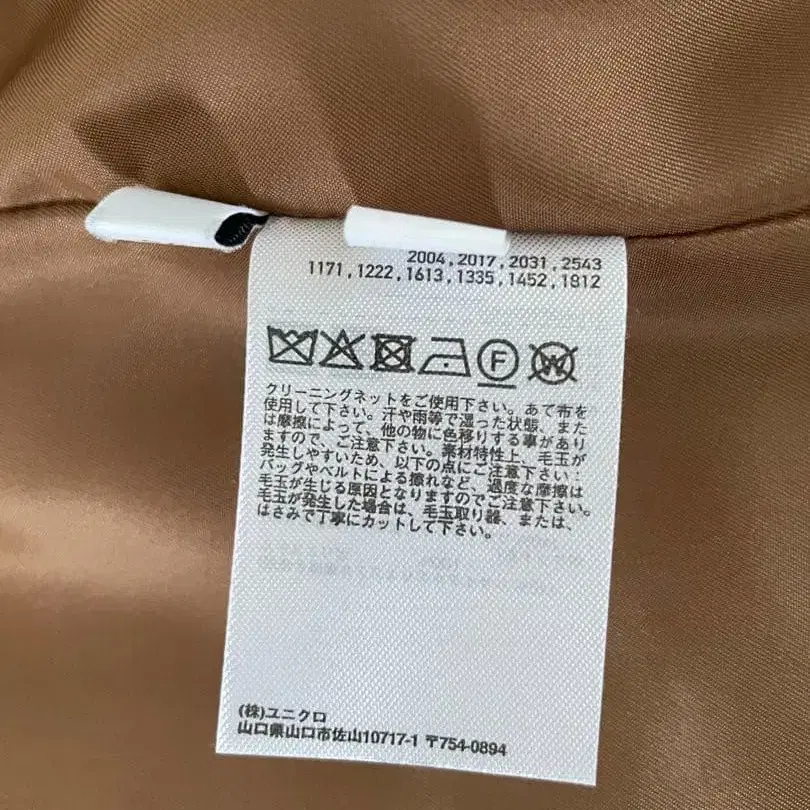 2004,2017,2031,2543
1171,1222,1613,1335,1452,1812
F W
クリーニングネットをご使用下さい。あて布を
使用して下さい。汗や雨等で湿った状態、また
は摩擦によって、他の物に色移りする事があり
ますので、ご注意下さい。素材特性上、毛玉が
発生しやすいため、以下の点にご注意下さい：
バッグやベルトによる擦れなど、過度な摩擦は
毛玉が生じる原因となりますのでご注意下さい。
毛玉が発生した場合は、毛玉取り器、または、
はさみで丁寧にカットして下さい。
(株)ユニクロ
山口県山口市佐山10717-1 〒754-0894